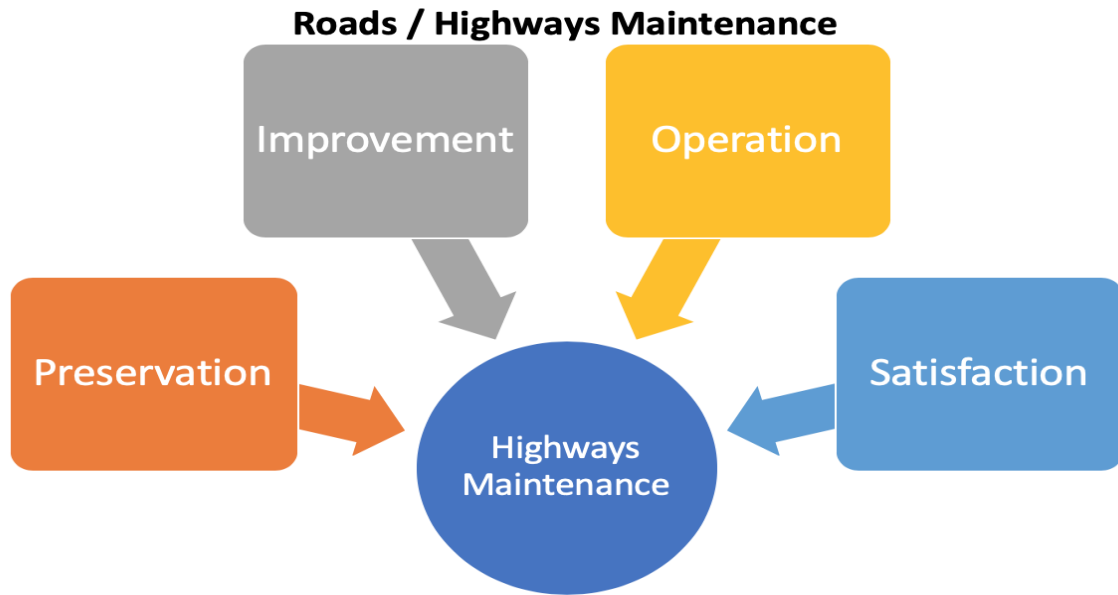 Roads / Highways Maintenance
Improvement
Operation
Preservation
Satisfaction
Highways
Maintenance